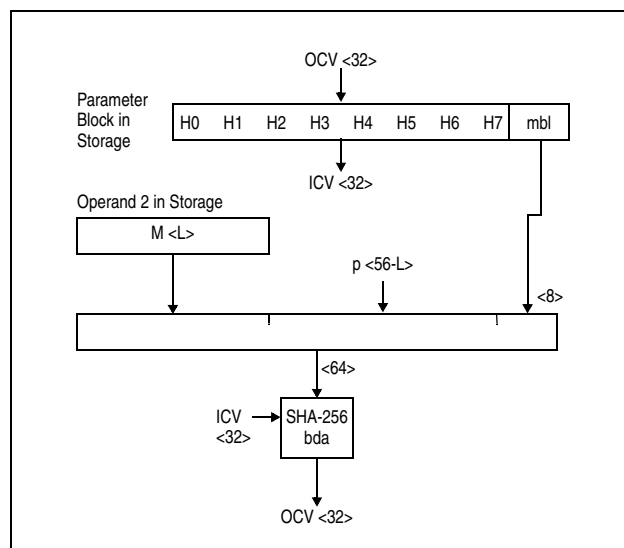 OCV <32>
Parameter
Block in
Storage
H0 H1 H2 H3 H4 H5 H6 H7 mbl
ICV <32>
Operand 2 in Storage
M <L>
p <56-L>
<8>
<64>
ICV
<32>
SHA-256
bda
OCV <32>